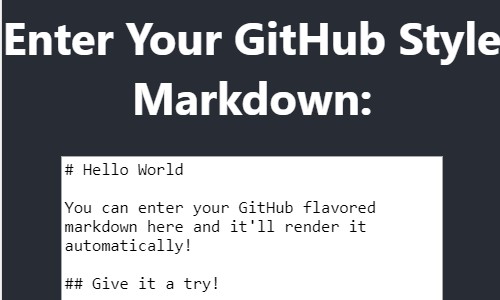 Enter Your GitHub Style
Markdown:
# Hello World
You can enter your GitHub flavored
markdown here and it'll render it
automatically!
## Give it a try!